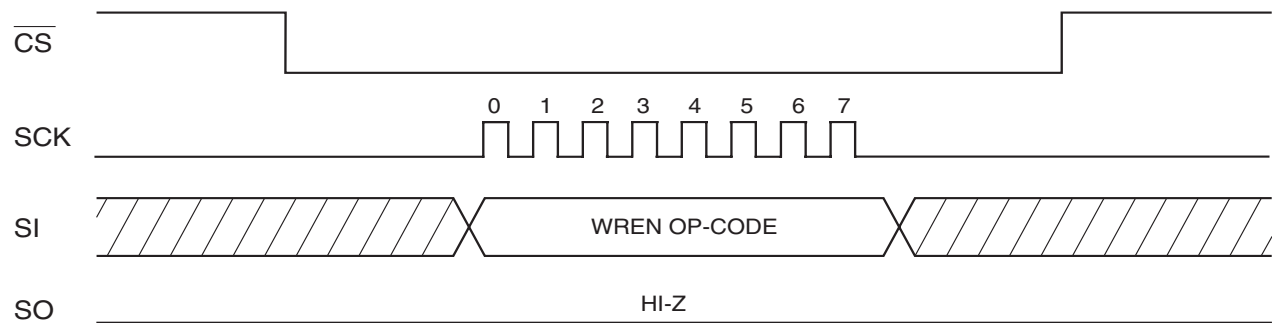 CS
0 1 2 3 4 5 6 7
SCK
SI WREN OP-CODE
SO HI-Z